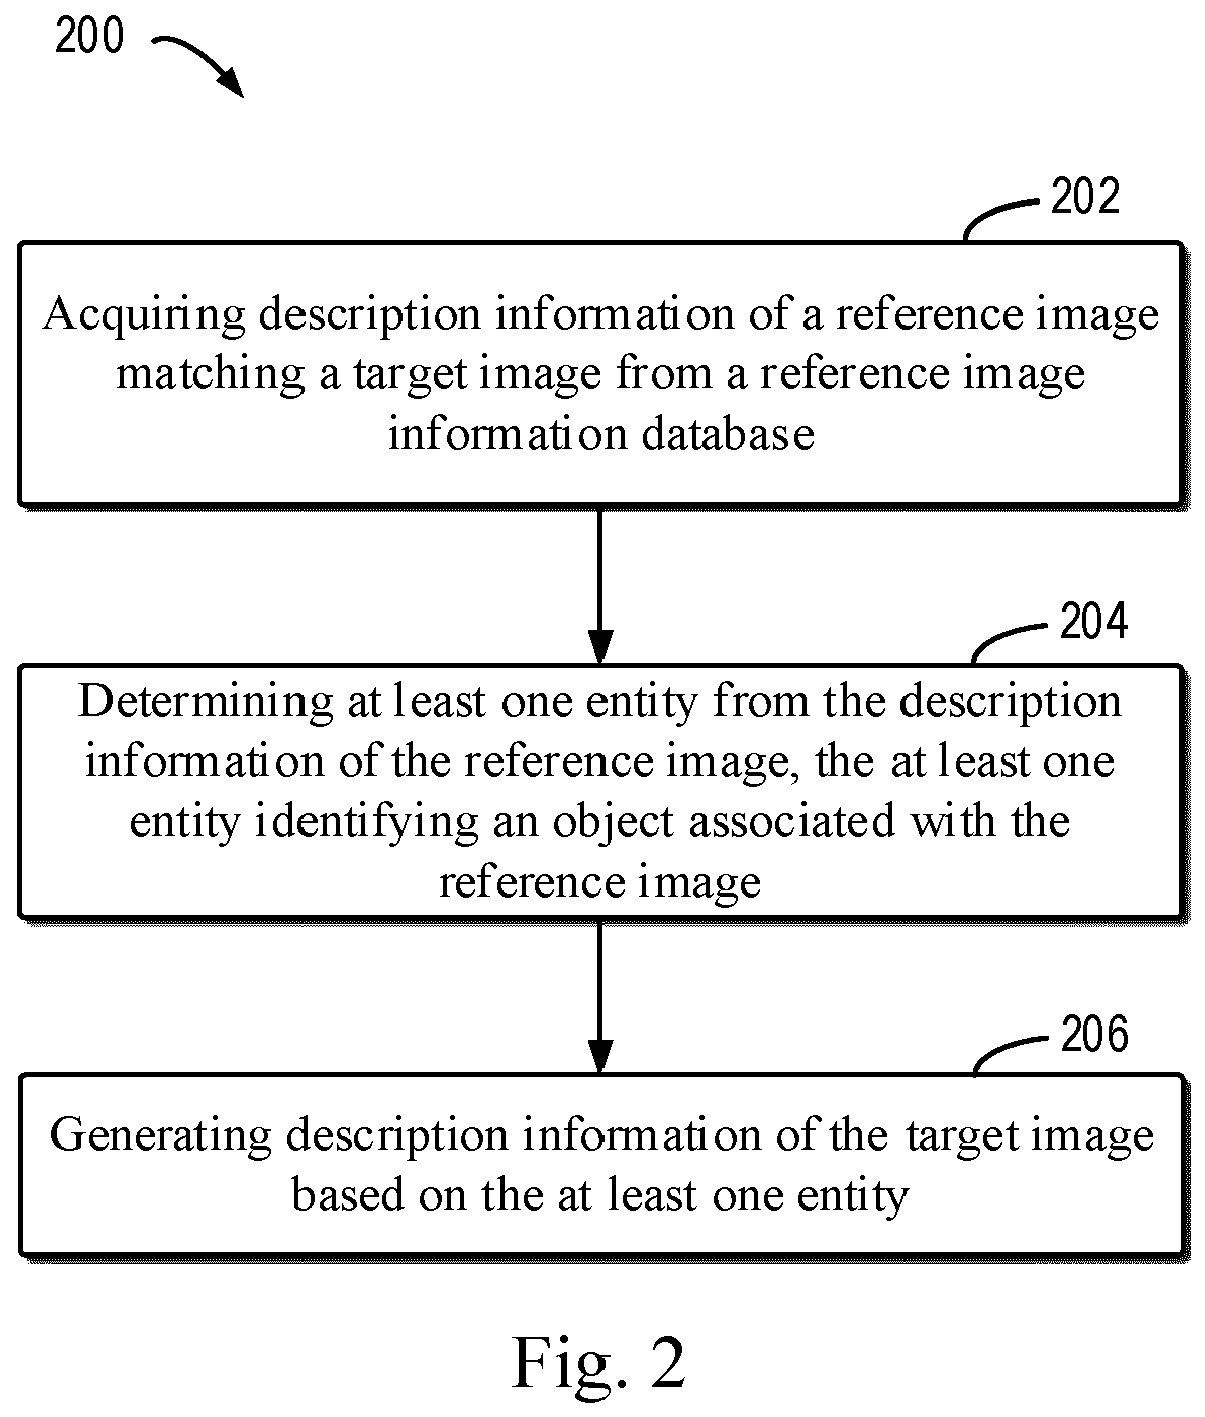 200
202
Acquiring description information of a reference image
matching a target image from a reference image
information database
204
Determining at least one entity from the description
information of the reference image, the at least one
entity identifying an object associated with the
reference image
206
Generating description information of the target image
based on the at least one entity
Fig. 2